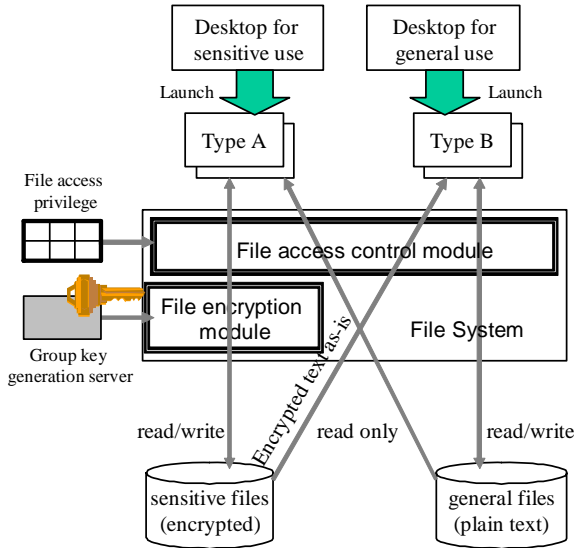 Desktop for
sensitive use
Desktop for
general use
Launch
Launch
Type A
Type B
File access
privilege
File access control module
File encryption
module
File System
Group key
generation server
Encrypted text as-is
read/write
read only
read/write
sensitive files
(encrypted)
general files
(plain text)